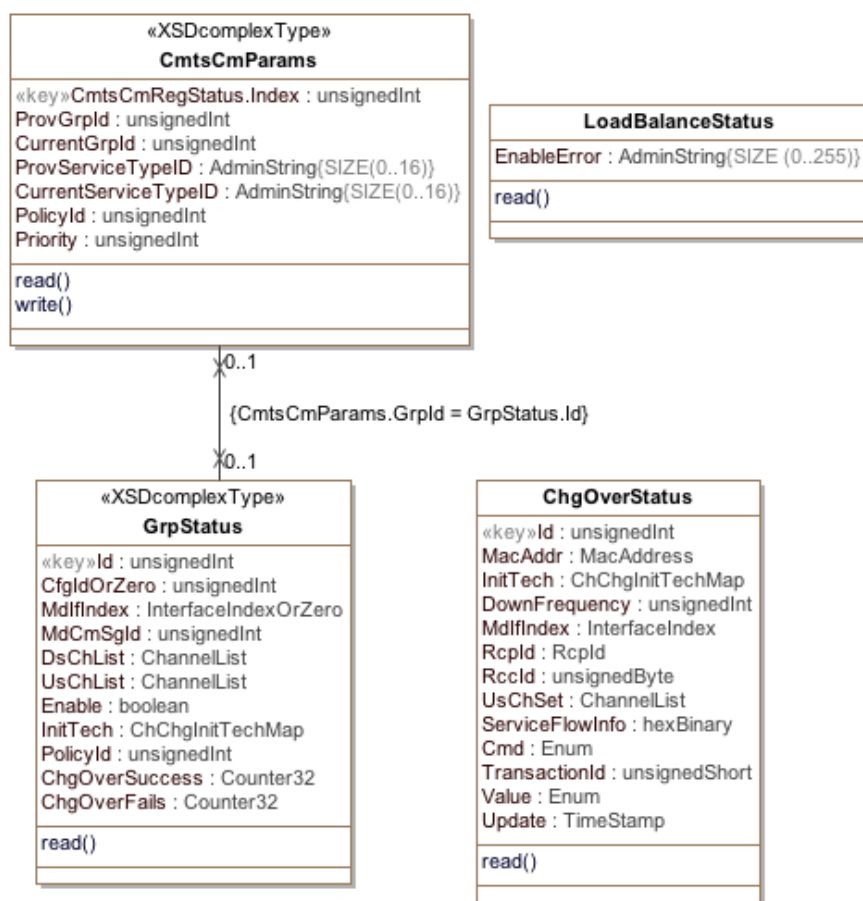 «XSDcomplexType»
CmtsCmParams
«key»CmtsCmRegStatus.Index : unsignedInt
ProvGrpId : unsignedInt
CurrentGrpId : unsignedInt
ProvServiceTypeID : AdminString{SIZE(0..16)}
CurrentServiceTypeID : AdminString{SIZE(0..16)}
PolicyId : unsignedInt
Priority : unsignedInt
read()
write()
LoadBalanceStatus
EnableError : AdminString{SIZE (0..255)}
read()
0..1
{CmtsCmParams.GrpId = GrpStatus.Id}
0..1
«XSDcomplexType»
GrpStatus
«key»Id : unsignedInt
CfgIdOrZero : unsignedInt
MdIfIndex : InterfaceIndexOrZero
MdCmSgId : unsignedInt
DsChList : ChannelList
UsChList : ChannelList
Enable : boolean
InitTech : ChChgInitTechMap
PolicyId : unsignedInt
ChgOverSuccess : Counter32
ChgOverFails : Counter32
read()
ChgOverStatus
«key»Id : unsignedInt
MacAddr : MacAddress
InitTech : ChChgInitTechMap
DownFrequency : unsignedInt
MdIfIndex : InterfaceIndex
RcpId : RcpId
RccId : unsignedByte
UsChSet : ChannelList
ServiceFlowInfo : hexBinary
Cmd : Enum
TransactionId : unsignedShort
Value : Enum
Update : TimeStamp
read()